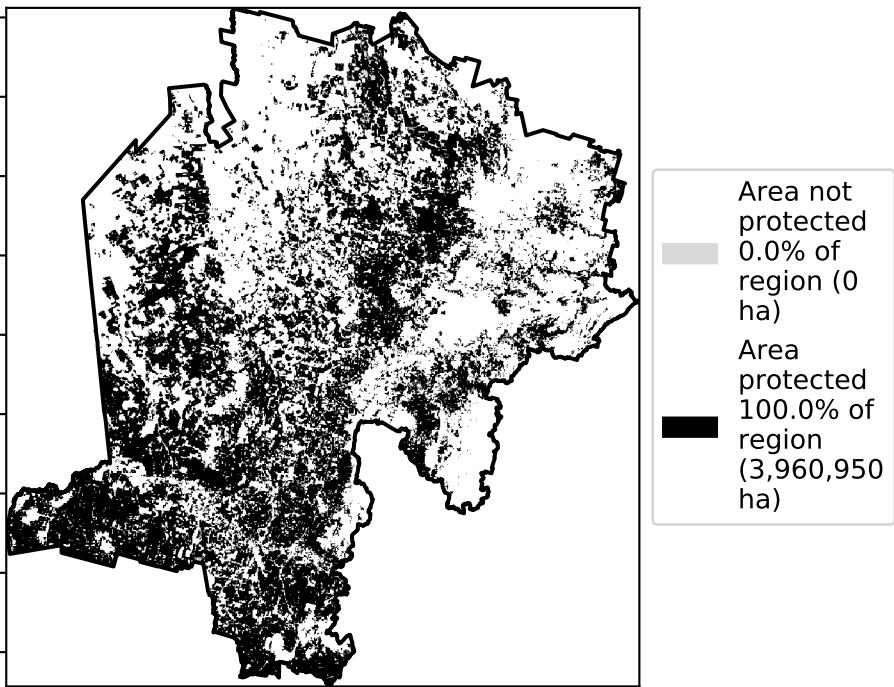 Area not
protected
0.0% of
region (0
ha)
Area
protected
100.0% of
region
(3,960,950
ha)